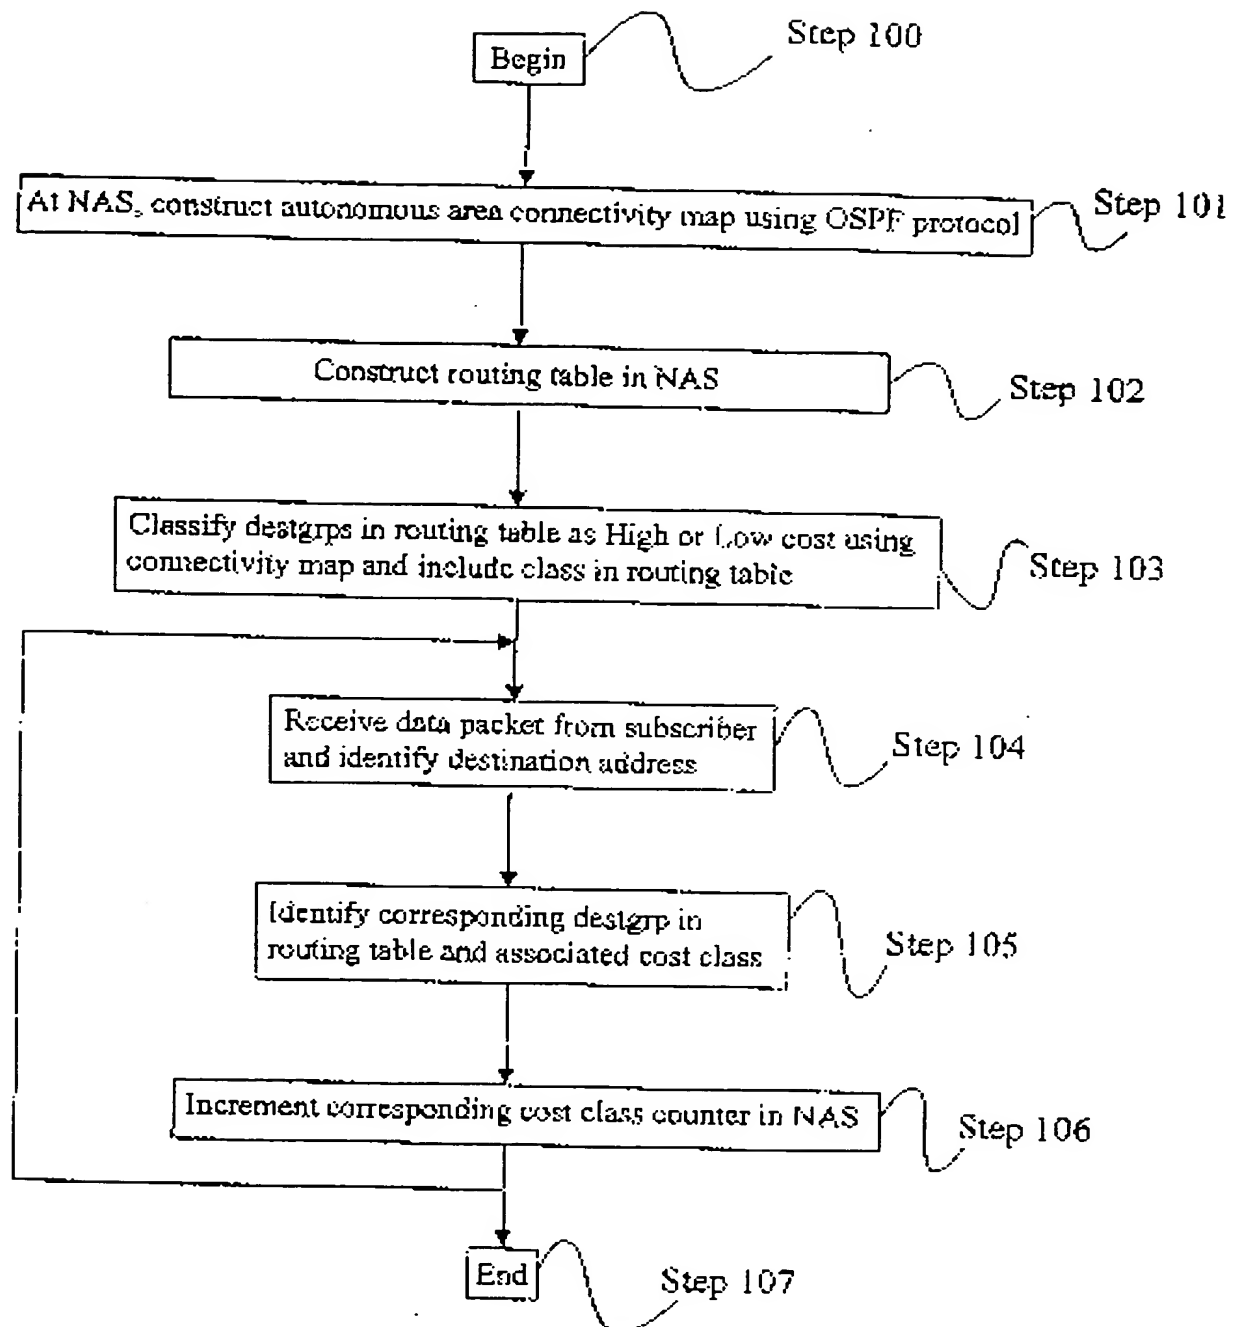 Begin
Step 100
At NAS, construct autonomous area connectivity map using OSPF protocol
Step 101
Construct routing table in NAS
Step 102
Classify destgrps in routing table as High or Low cost using
connectivity map and include class in routing table
Step 103
Receive data packet from subscriber
and identify destination address
Step 104
Identify corresponding destgrp in
routing table and associated cost class
Step 105
Increment corresponding cost class counter in NAS
Step 106
End
Step 107